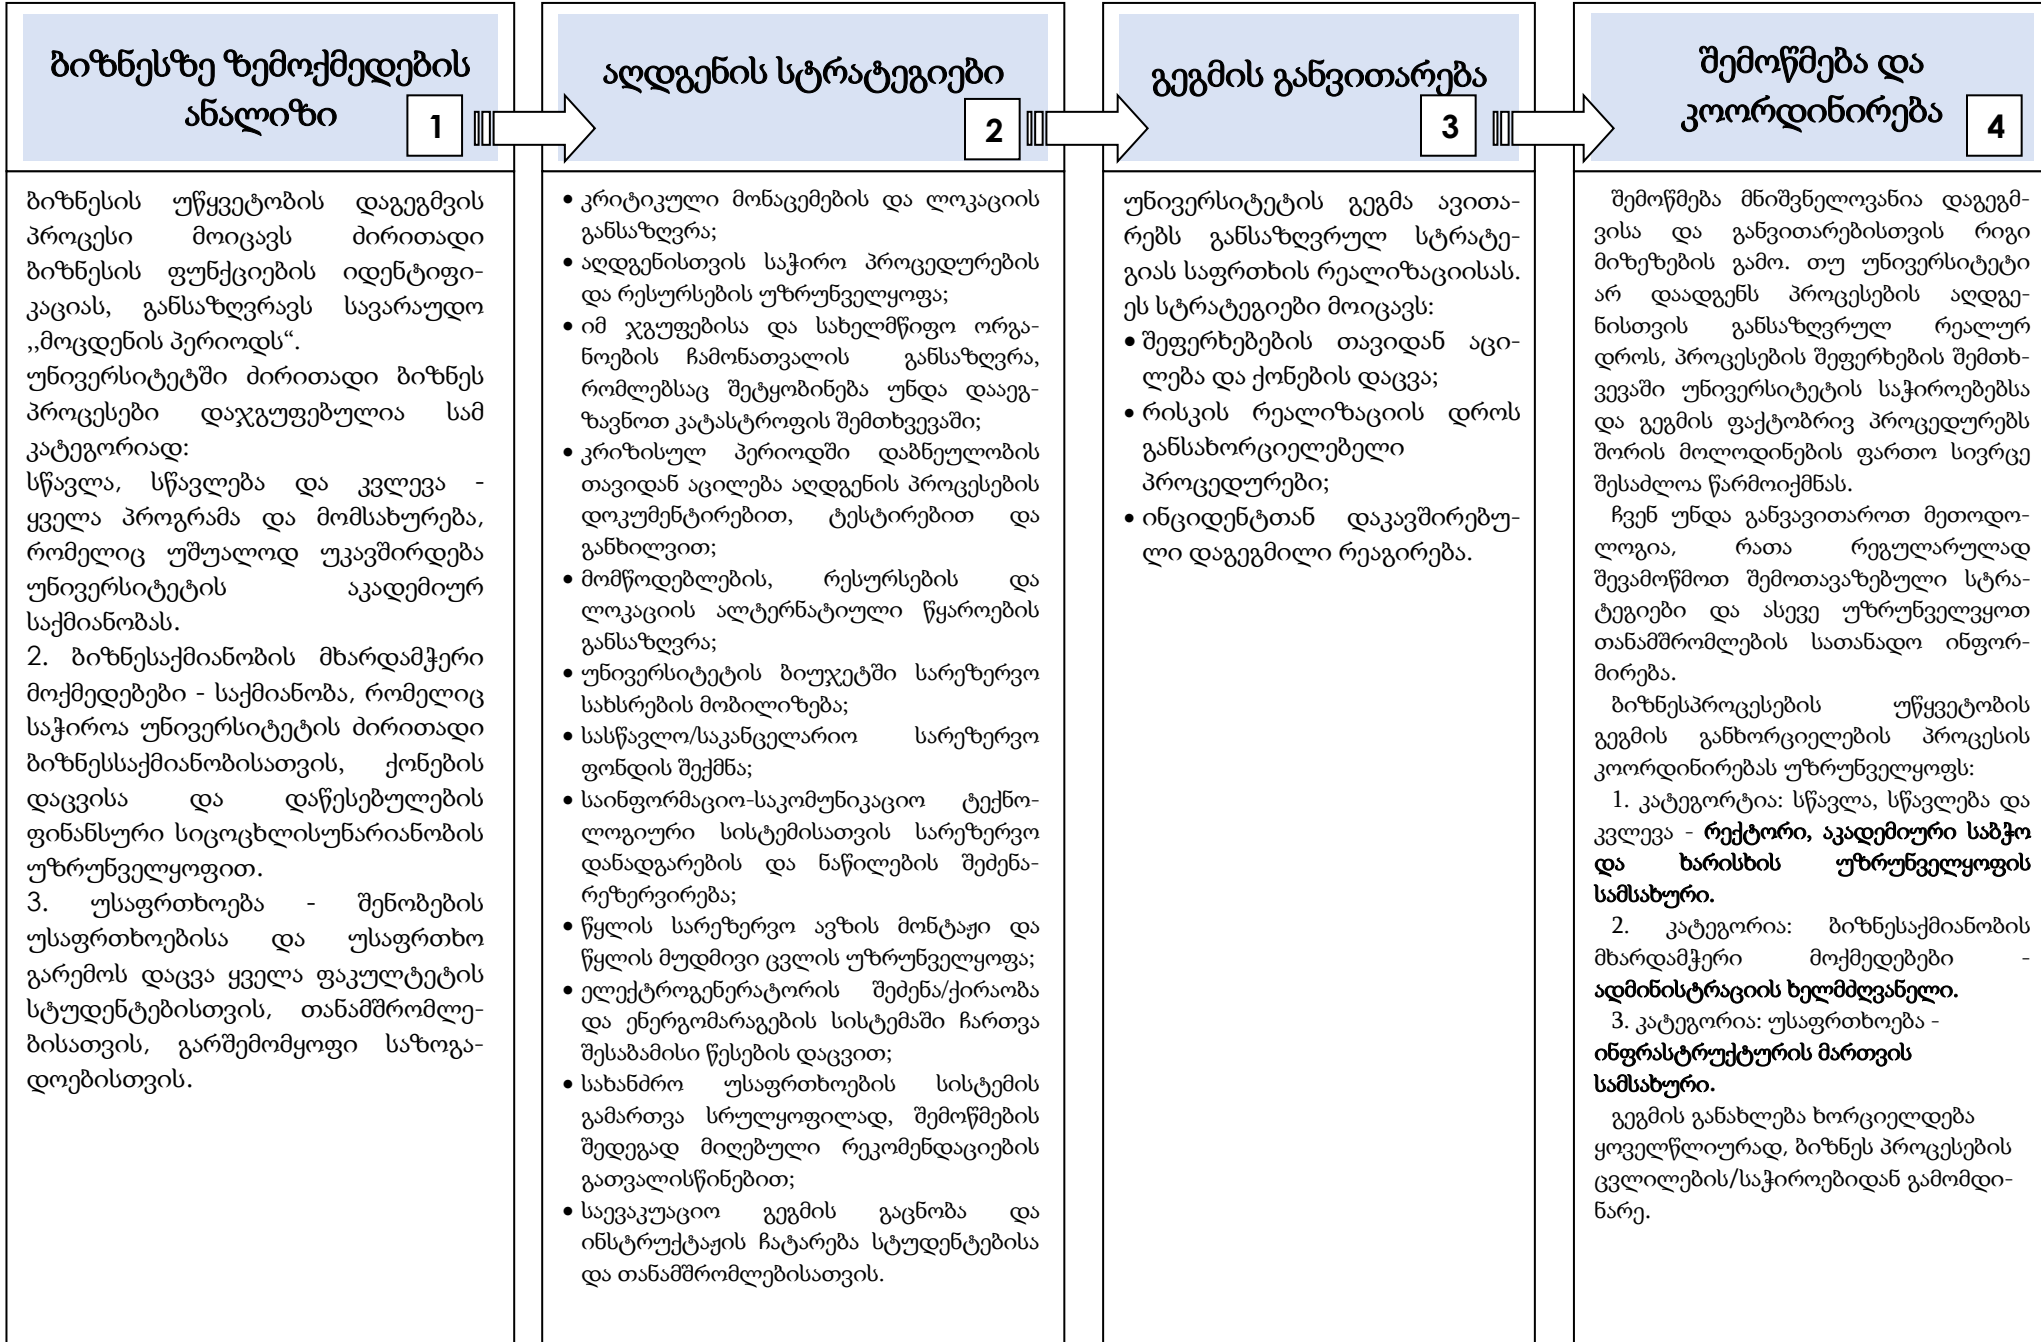 ბიზნესზე ზემოქმედების
ანალიზი
1
ბიზნესის უწყვეტობის დაგეგმვის
პროცესი მოიცავს ძირითადი
ბიზნესის ფუნქციების იდენტიფი-
კაციას, განსაზღვრავს სავარაუდო
,,მოცდენის პერიოდს“.
უნივერსიტეტში ძირითადი ბიზნეს
პროცესები დაჯგუფებულია სამ
კატეგორიად:
სწავლა, სწავლება და კვლევა -
ყველა პროგრამა და მომსახურება,
რომელიც უშუალოდ უკავშირდება
უნივერსიტეტის აკადემიურ
საქმიანობას.
2. ბიზნესაქმიანობის მხარდამჭერი
მოქმედებები - საქმიანობა, რომელიც
საჭიროა უნივერსიტეტის ძირითადი
ბიზნესსაქმიანობისათვის, ქონების
დაცვისა და დაწესებულების
ფინანსური სიცოცხლისუნარიანობის
უზრუნველყოფით.
3. უსაფრთხოება - შენობების
უსაფრთხოებისა და უსაფრთხო
გარემოს დაცვა ყველა ფაკულტეტის
სტუდენტებისთვის, თანამშრომლე-
ბისათვის, გარშემომყოფი საზოგა-
დოებისთვის.
აღდგენის სტრატეგიები
2
• კრიტიკული მონაცემების და ლოკაციის
განსაზღვრა;
• აღდგენისთვის საჭირო პროცედურების
და რესურსების უზრუნველყოფა;
• იმ ჯგუფებისა და სახელმწიფო ორგა-
ნოების ჩამონათვალის განსაზღვრა,
რომლებსაც შეტყობინება უნდა დააეგ-
ზავნოთ კატასტროფის შემთხვევაში;
• კრიზისულ პერიოდში დაბნეულობის
თავიდან აცილება აღდგენის პროცესების
დოკუმენტირებით, ტესტირებით და
განხილვით;
• მომწოდებლების, რესურსების და
ლოკაციის ალტერნატიული წყაროების
განსაზღვრა;
• უნივერსიტეტის ბიუჯეტში სარეზერვო
სახსრების მობილიზება;
• სასწავლო/საკანცელარიო სარეზერვო
ფონდის შექმნა;
• საინფორმაციო-საკომუნიკაციო ტექნო-
ლოგიური სისტემისათვის სარეზერვო
დანადგარების და ნაწილების შეძენა-
რეზერვირება;
• წყლის სარეზერვო ავზის მონტაჟი და
წყლის მუდმივი ცვლის უზრუნველყოფა;
• ელექტროგენერატორის შეძენა/ქირაობა
და ენერგომარაგების სისტემაში ჩართვა
შესაბამისი წესების დაცვით;
• სახანძრო უსაფრთხოების სისტემის
გამართვა სრულყოფილად, შემოწმების
შედეგად მიღებული რეკომენდაციების
გათვალისწინებით;
• საევაკუაციო გეგმის გაცნობა და
ინსტრუქტაჟის ჩატარება სტუდენტებისა
და თანამშრომლებისათვის.
გეგმის განვითარება
3
უნივერსიტეტის გეგმა ავითა-
რებს განსაზღვრულ სტრატე-
გიას საფრთხის რეალიზაციისას.
ეს სტრატეგიები მოიცავს:
• შეფერხებების თავიდან აცი-
ლება და ქონების დაცვა;
• რისკის რეალიზაციის დროს
განსახორციელებელი
პროცედურები;
• ინციდენტთან დაკავშირებუ-
ლი დაგეგმილი რეაგირება.
შემოწმება და
კოორდინირება
4
შემოწმება მნიშვნელოვანია დაგეგმ-
ვისა და განვითარებისთვის რიგი
მიზეზების გამო. თუ უნივერსიტეტი
არ დაადგენს პროცესების აღდგე-
ნისთვის განსაზღვრულ რეალურ
დროს, პროცესების შეფერხების შემთხ-
ვევაში უნივერსიტეტის საჭიროებებსა
და გეგმის ფაქტობრივ პროცედურებს
შორის მოლოდინების ფართო სივრცე
შესაძლოა წარმოიქმნას.
ჩვენ უნდა განვავითაროთ მეთოდო-
ლოგია, რათა რეგულარულად
შევამოწმოთ შემოთავაზებული სტრა-
ტეგიები და ასევე უზრუნველვყოთ
თანამშრომლების სათანადო ინფორ-
მირება.
ბიზნესპროცესების უწყვეტობის
გეგმის განხორციელების პროცესის
კოორდინირებას უზრუნველყოფს:
1. კატეგორტია: სწავლა, სწავლება და
კვლევა - რექტორი, აკადემიური საბჭო
და ხარისხის უზრუნველყოფის
სამსახური.
2. კატეგორია: ბიზნესაქმიანობის
მხარდამჭერი მოქმედებები -
ადმინისტრაციის ხელმძღვანელი.
3. კატეგორია: უსაფრთხოება -
ინფრასტრუქტურის მართვის
სამსახური.
გეგმის განახლება ხორციელდება
ყოველწლიურად, ბიზნეს პროცესების
ცვლილების/საჭიროებიდან გამომდი-
ნარე.